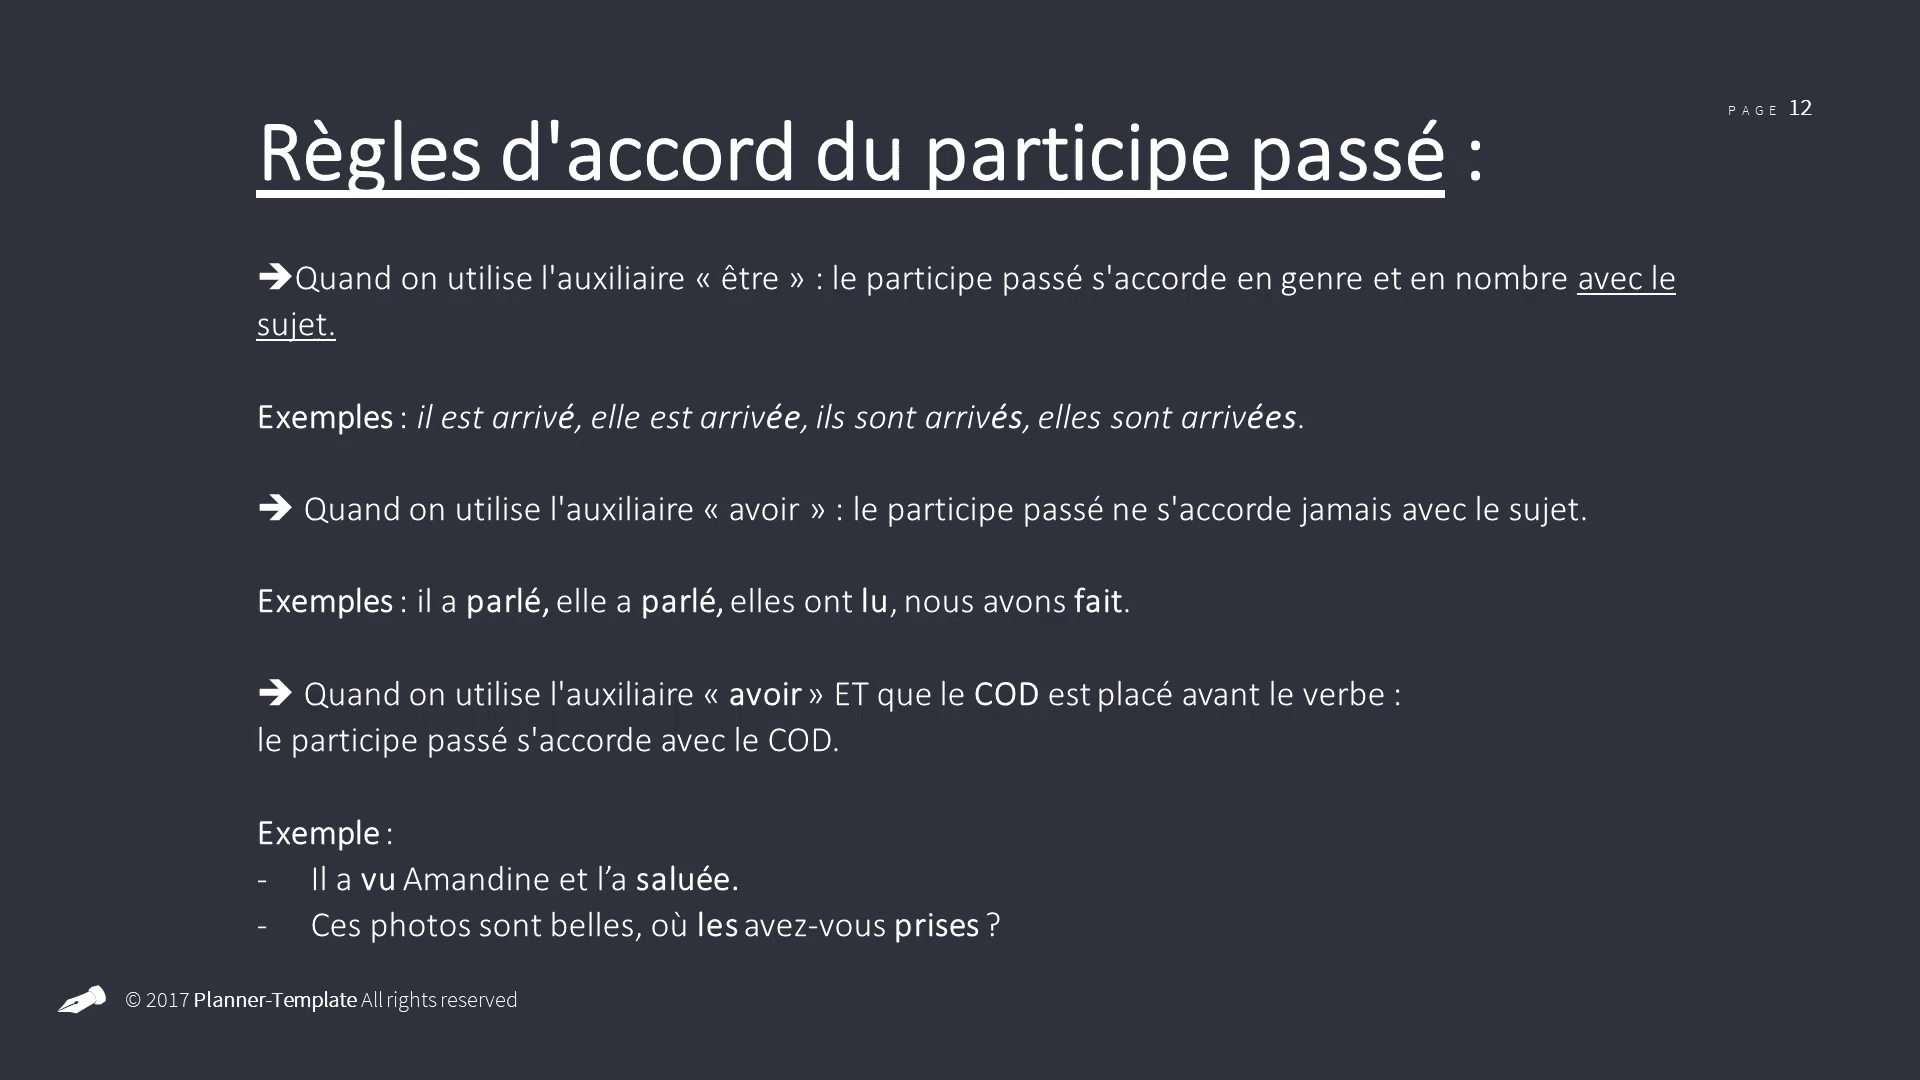 PAGE 12
Règles d'accord du participe passé :
➔Quand on utilise l'auxiliaire « être » : le participe passé s'accorde en genre et en nombre avec le
sujet.
Exemples : il est arrivé, elle est arrivée, ils sont arrivés, elles sont arrivées.
➔ Quand on utilise l'auxiliaire « avoir » : le participe passé ne s'accorde jamais avec le sujet.
Exemples : il a parlé, elle a parlé, elles ont lu, nous avons fait.
➔ Quand on utilise l'auxiliaire « avoir » ET que le COD est placé avant le verbe :
le participe passé s'accorde avec le COD.
Exemple :
- Il a vu Amandine et l’a saluée.
- Ces photos sont belles, où les avez-vous prises ?
© 2017 Planner-Template All rights reserved